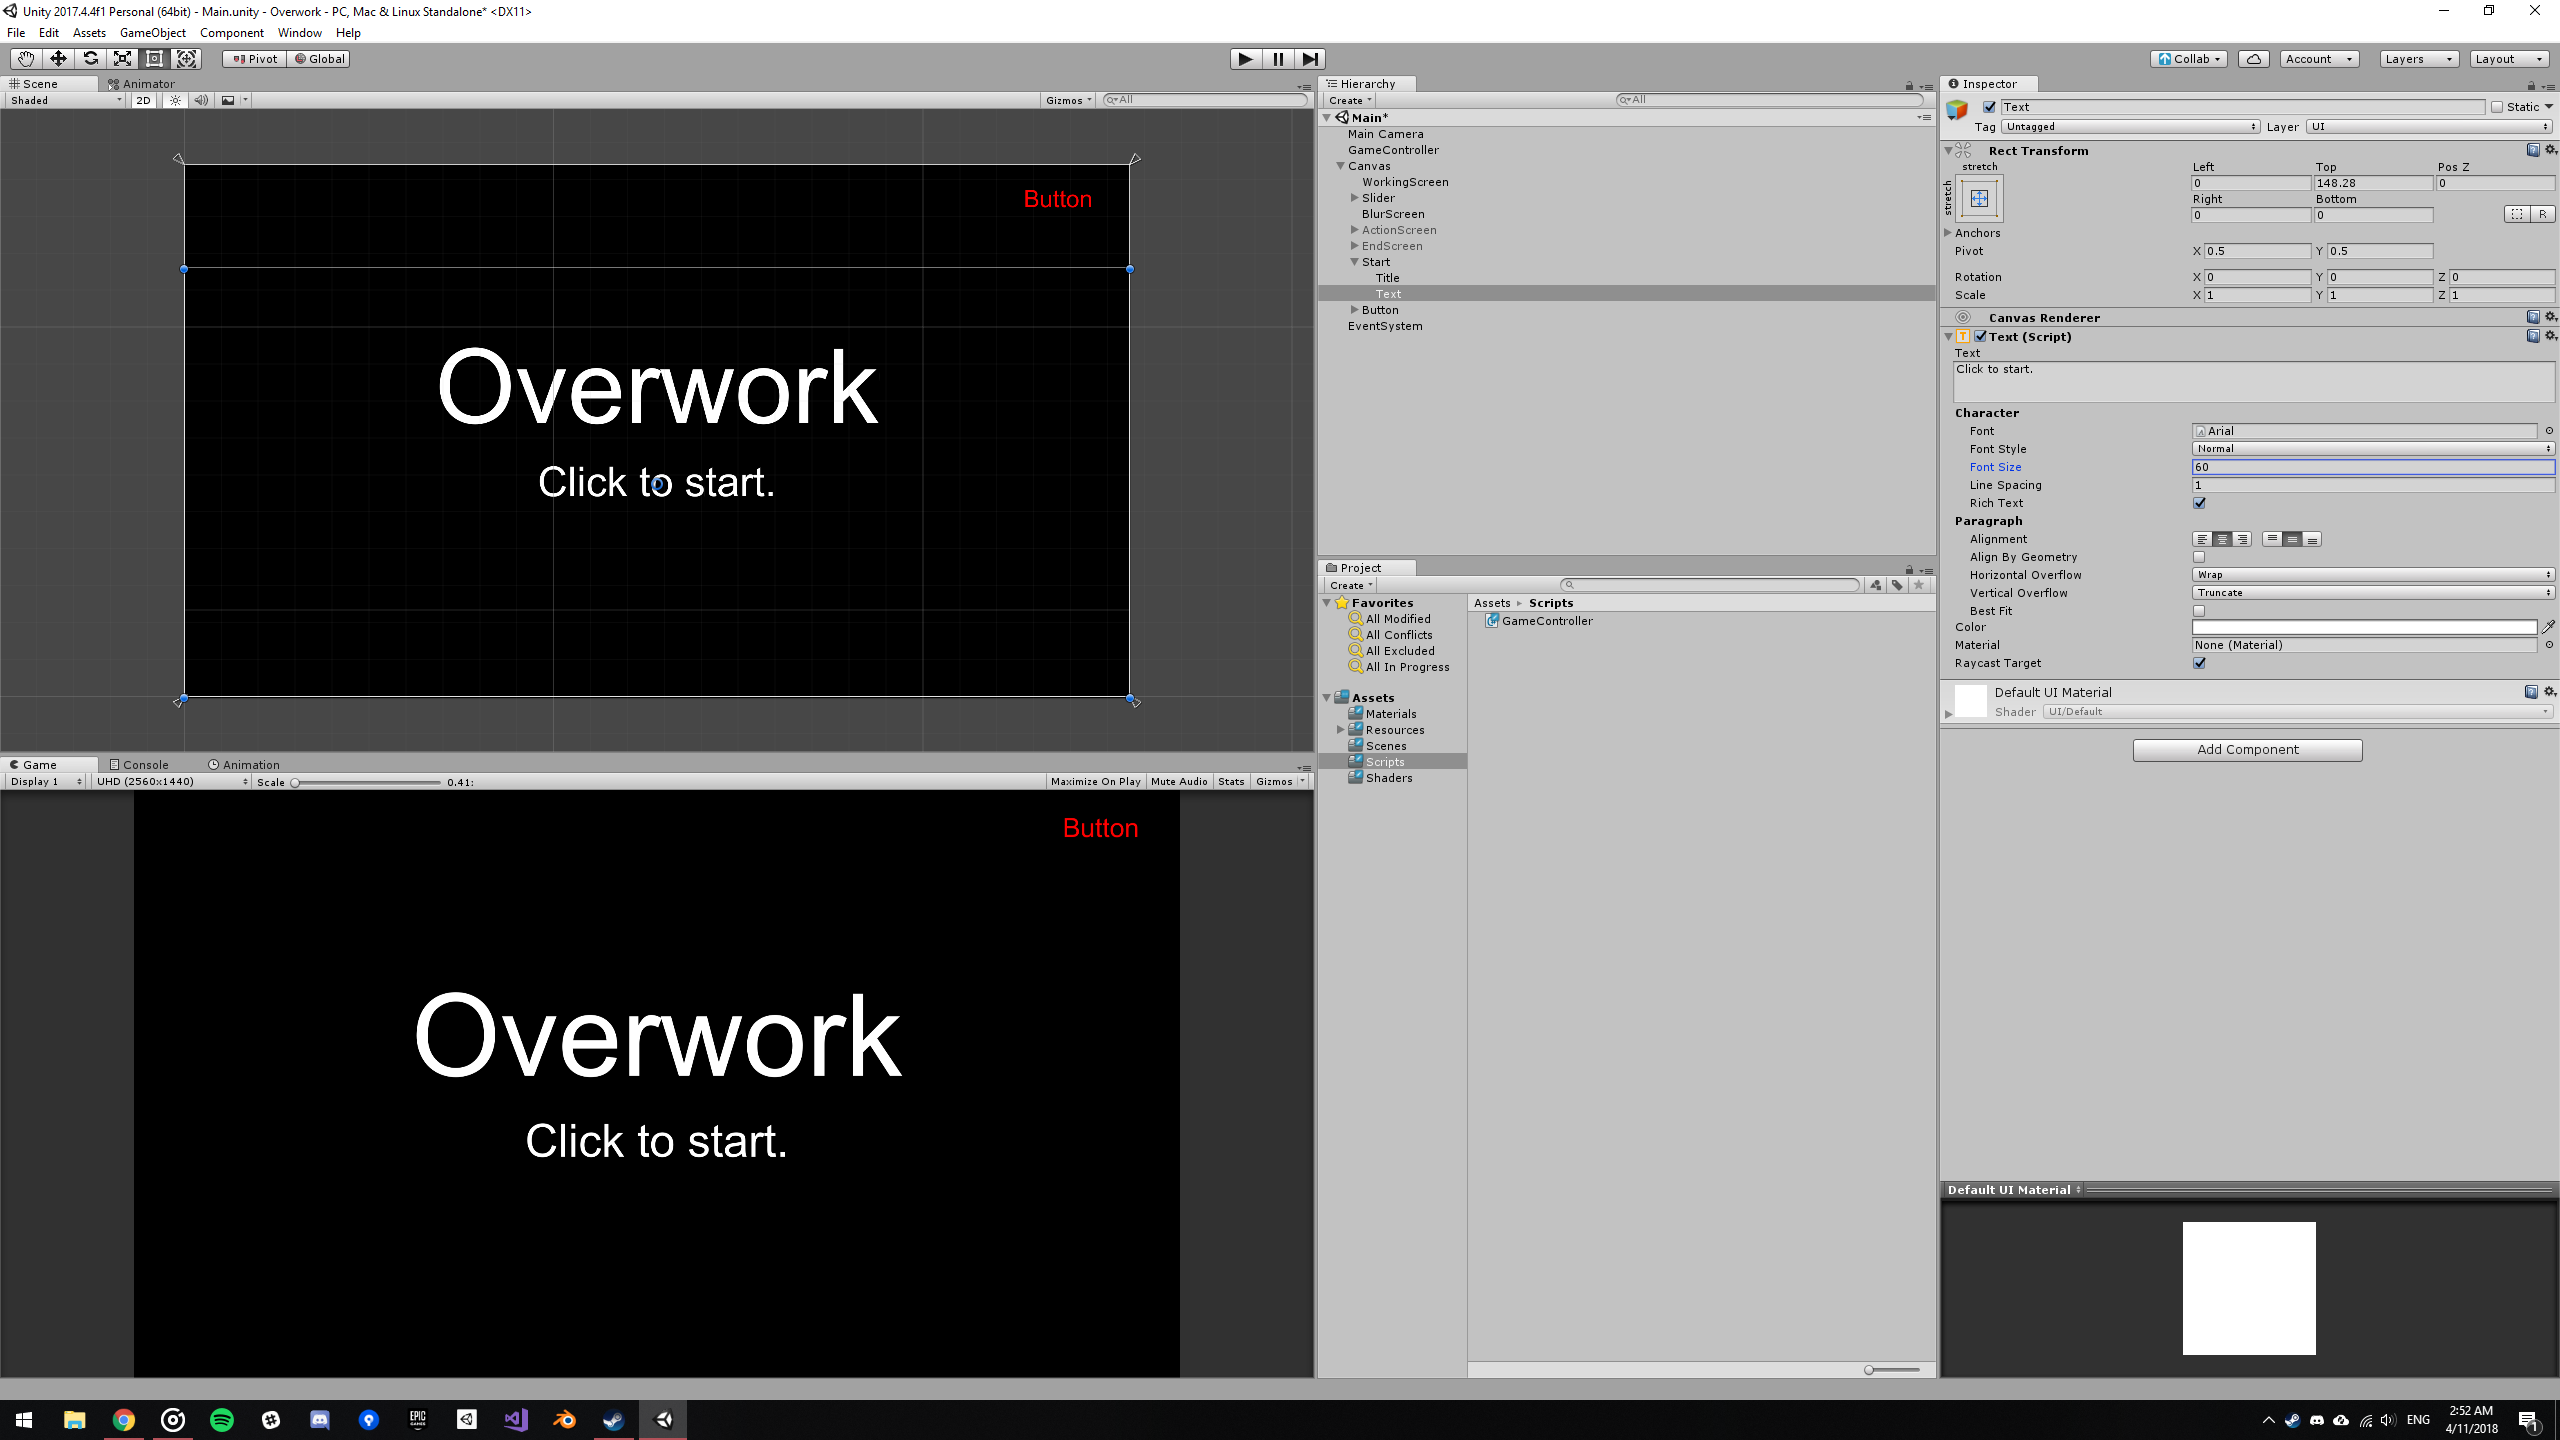 Unity 2017.4.4f1 Personal (64bit) - Main.unity - Overwork - PC, Mac & Linux Standalone* <DX11>
File Edit Assets GameObject Component Window Help
Pivot Global
Collab Account Layers Layout
Scene Animator
Shaded 2D Gizmos All
Button
Overwork
Click to start.
Game Console Animation
Display 1 UHD (2560x1440) Scale 0.41: Maximize On Play Mute Audio Stats Gizmos
Button
Overwork
Click to start.
Hierarchy
Create All
Main*
Main Camera
GameController
Canvas
WorkingScreen
Slider
BlurScreen
ActionScreen
EndScreen
Start
Title
Text
Button
EventSystem
Project
Create
Favorites
All Modified
All Conflicts
All Excluded
All In Progress
Assets
Materials
Resources
Scenes
Scripts
Shaders
Assets Scripts
GameController
Inspector
Text Static
Tag Untagged Layer UI
Rect Transform
stretch Left Top Pos Z
stretch 0 148.28 0
Right Bottom
0 0 R
Anchors
Pivot X 0.5 Y 0.5
Rotation X 0 Y 0 Z 0
Scale X 1 Y 1 Z 1
Canvas Renderer
T Text (Script)
Text
Click to start.
Character
Font Arial
Font Style Normal
Font Size 60
Line Spacing 1
Rich Text
Paragraph
Alignment
Align By Geometry
Horizontal Overflow Wrap
Vertical Overflow Truncate
Best Fit
Color
Material None (Material)
Raycast Target
Default UI Material
Shader UI/Default
Add Component
Default UI Material
EPIC GAMES
ENG
2:52 AM
4/11/2018
1